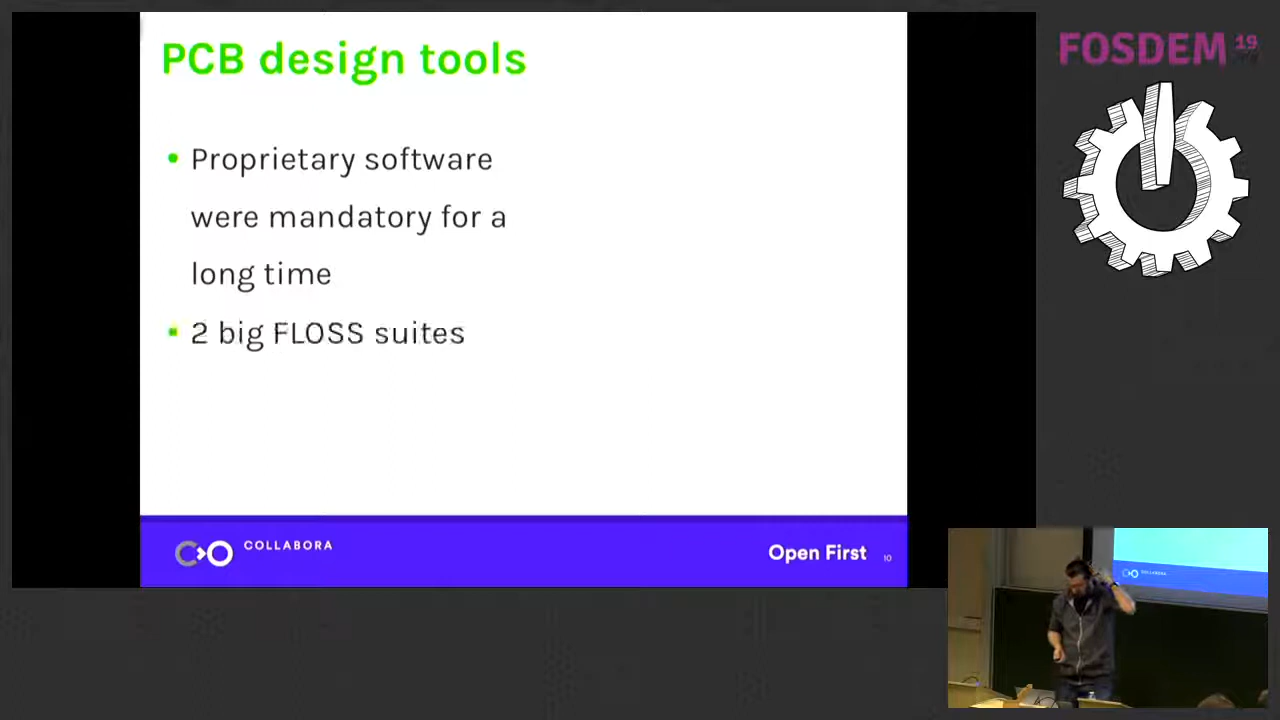 PCB design tools
Proprietary software
were mandatory for a
long time
2 big FLOSS suites
COLLABORA
Open First
10
FOSDEM 19
COLLABORA